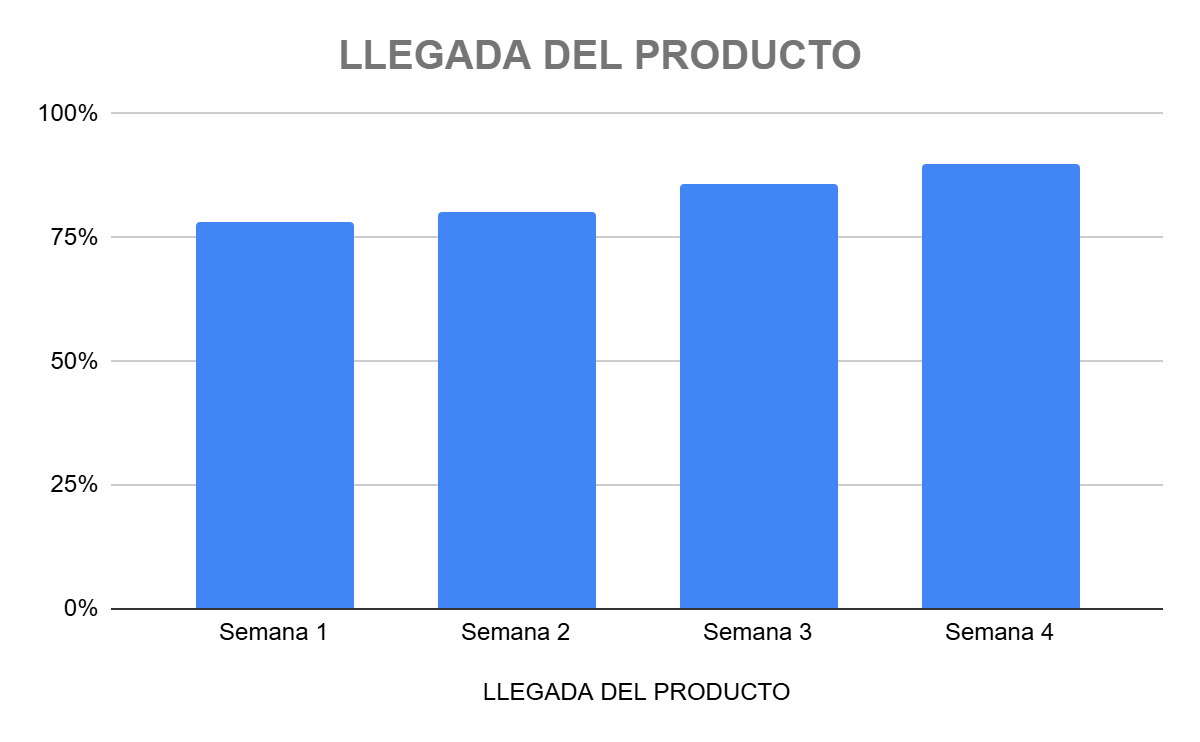 LLEGADA DEL PRODUCTO
100%
75%
50%
25%
0%
Semana 1 Semana 2 Semana 3 Semana 4
LLEGADA DEL PRODUCTO